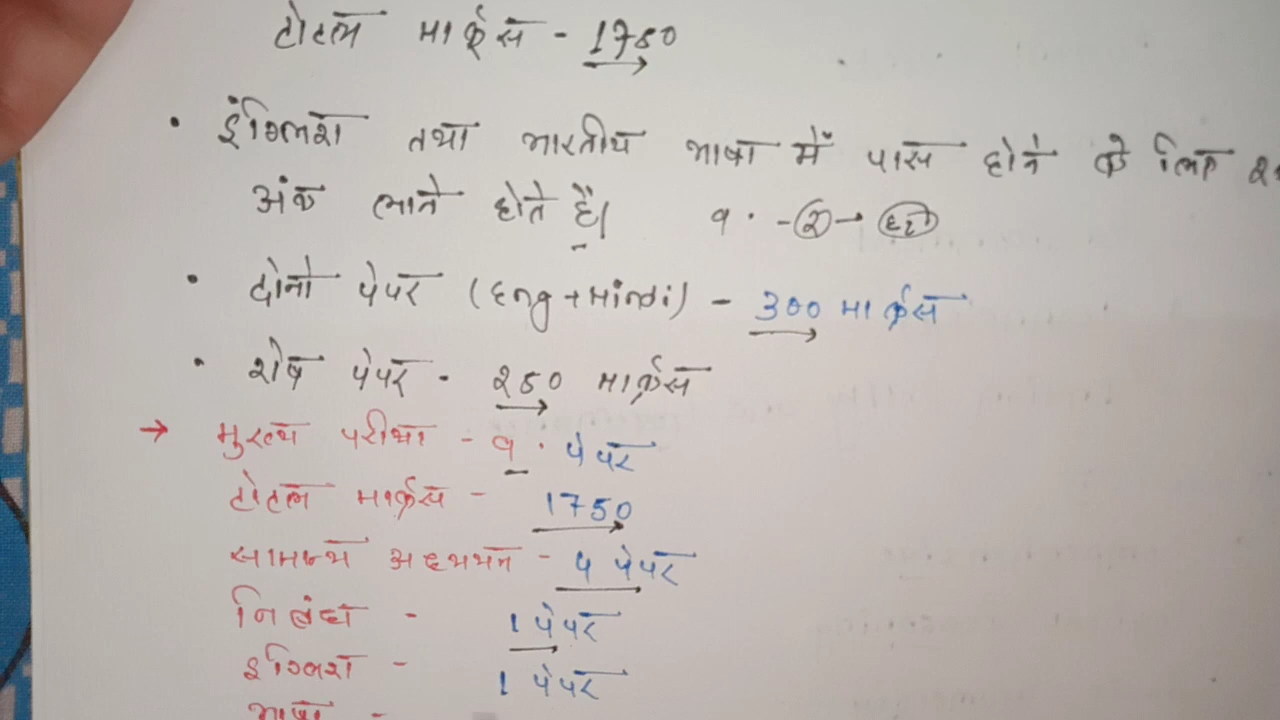 टोटल मार्क्स - 1750
• इंग्लिश तथा भारतीय भाषा में पास होने के लिए
अंक लाने होते है।
• दोनो पेपर (Eng + Hindi) - 300 मार्क्स
• शेष पेपर - 250 मार्क्स
→ मुख्य परीक्षा - 9 · पेपर
टोटल मार्क्स - 1750
सामन्य अध्ययन - 4 पेपर
निबंध - 1 पेपर
इंग्लिश - 1 पेपर
भाषा -